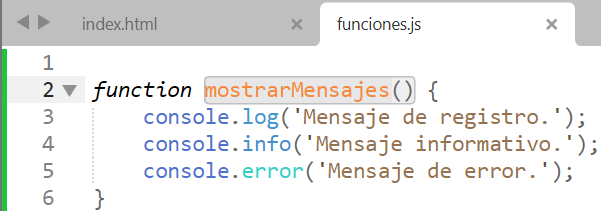 index.html × funciones.js ×
1
2 function mostrarMensajes() {
3 console.log('Mensaje de registro.');
4 console.info('Mensaje informativo.');
5 console.error('Mensaje de error.');
6 }